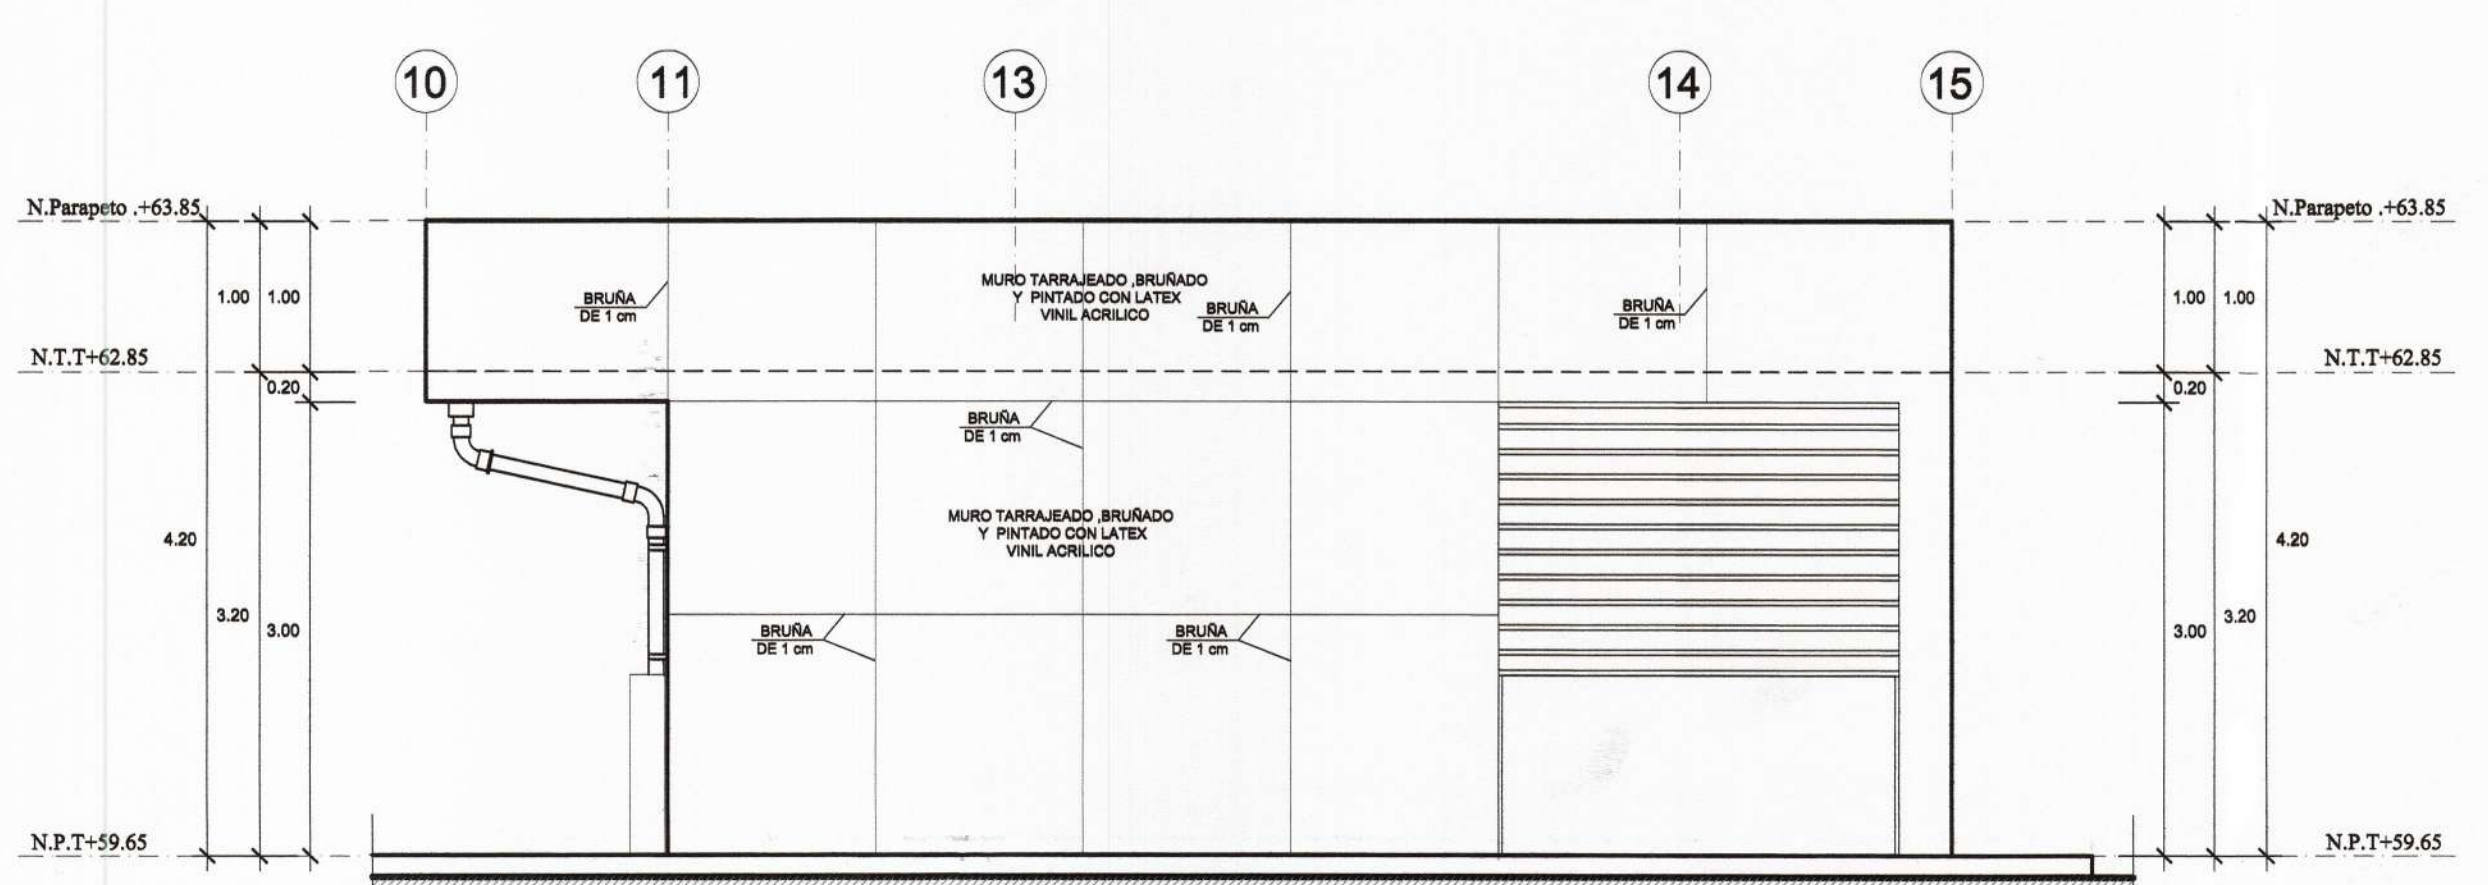 10 11 13 14 15
N.Parapeto .+63.85 N.Parapeto .+63.85
MURO TARRAJEADO ,BRUÑADO
Y PINTADO CON LATEX
VINIL ACRILICO
1.00 1.00
BRUÑA
DE 1 cm
BRUÑA
DE 1 cm
BRUÑA
DE 1 cm
1.00 1.00
N.T.T+62.85 N.T.T+62.85
0.20 0.20
BRUÑA
DE 1 cm
MURO TARRAJEADO ,BRUÑADO
Y PINTADO CON LATEX
VINIL ACRILICO
4.20 4.20
3.20 3.00
BRUÑA
DE 1 cm
BRUÑA
DE 1 cm
3.00 3.20
N.P.T+59.65 N.P.T+59.65